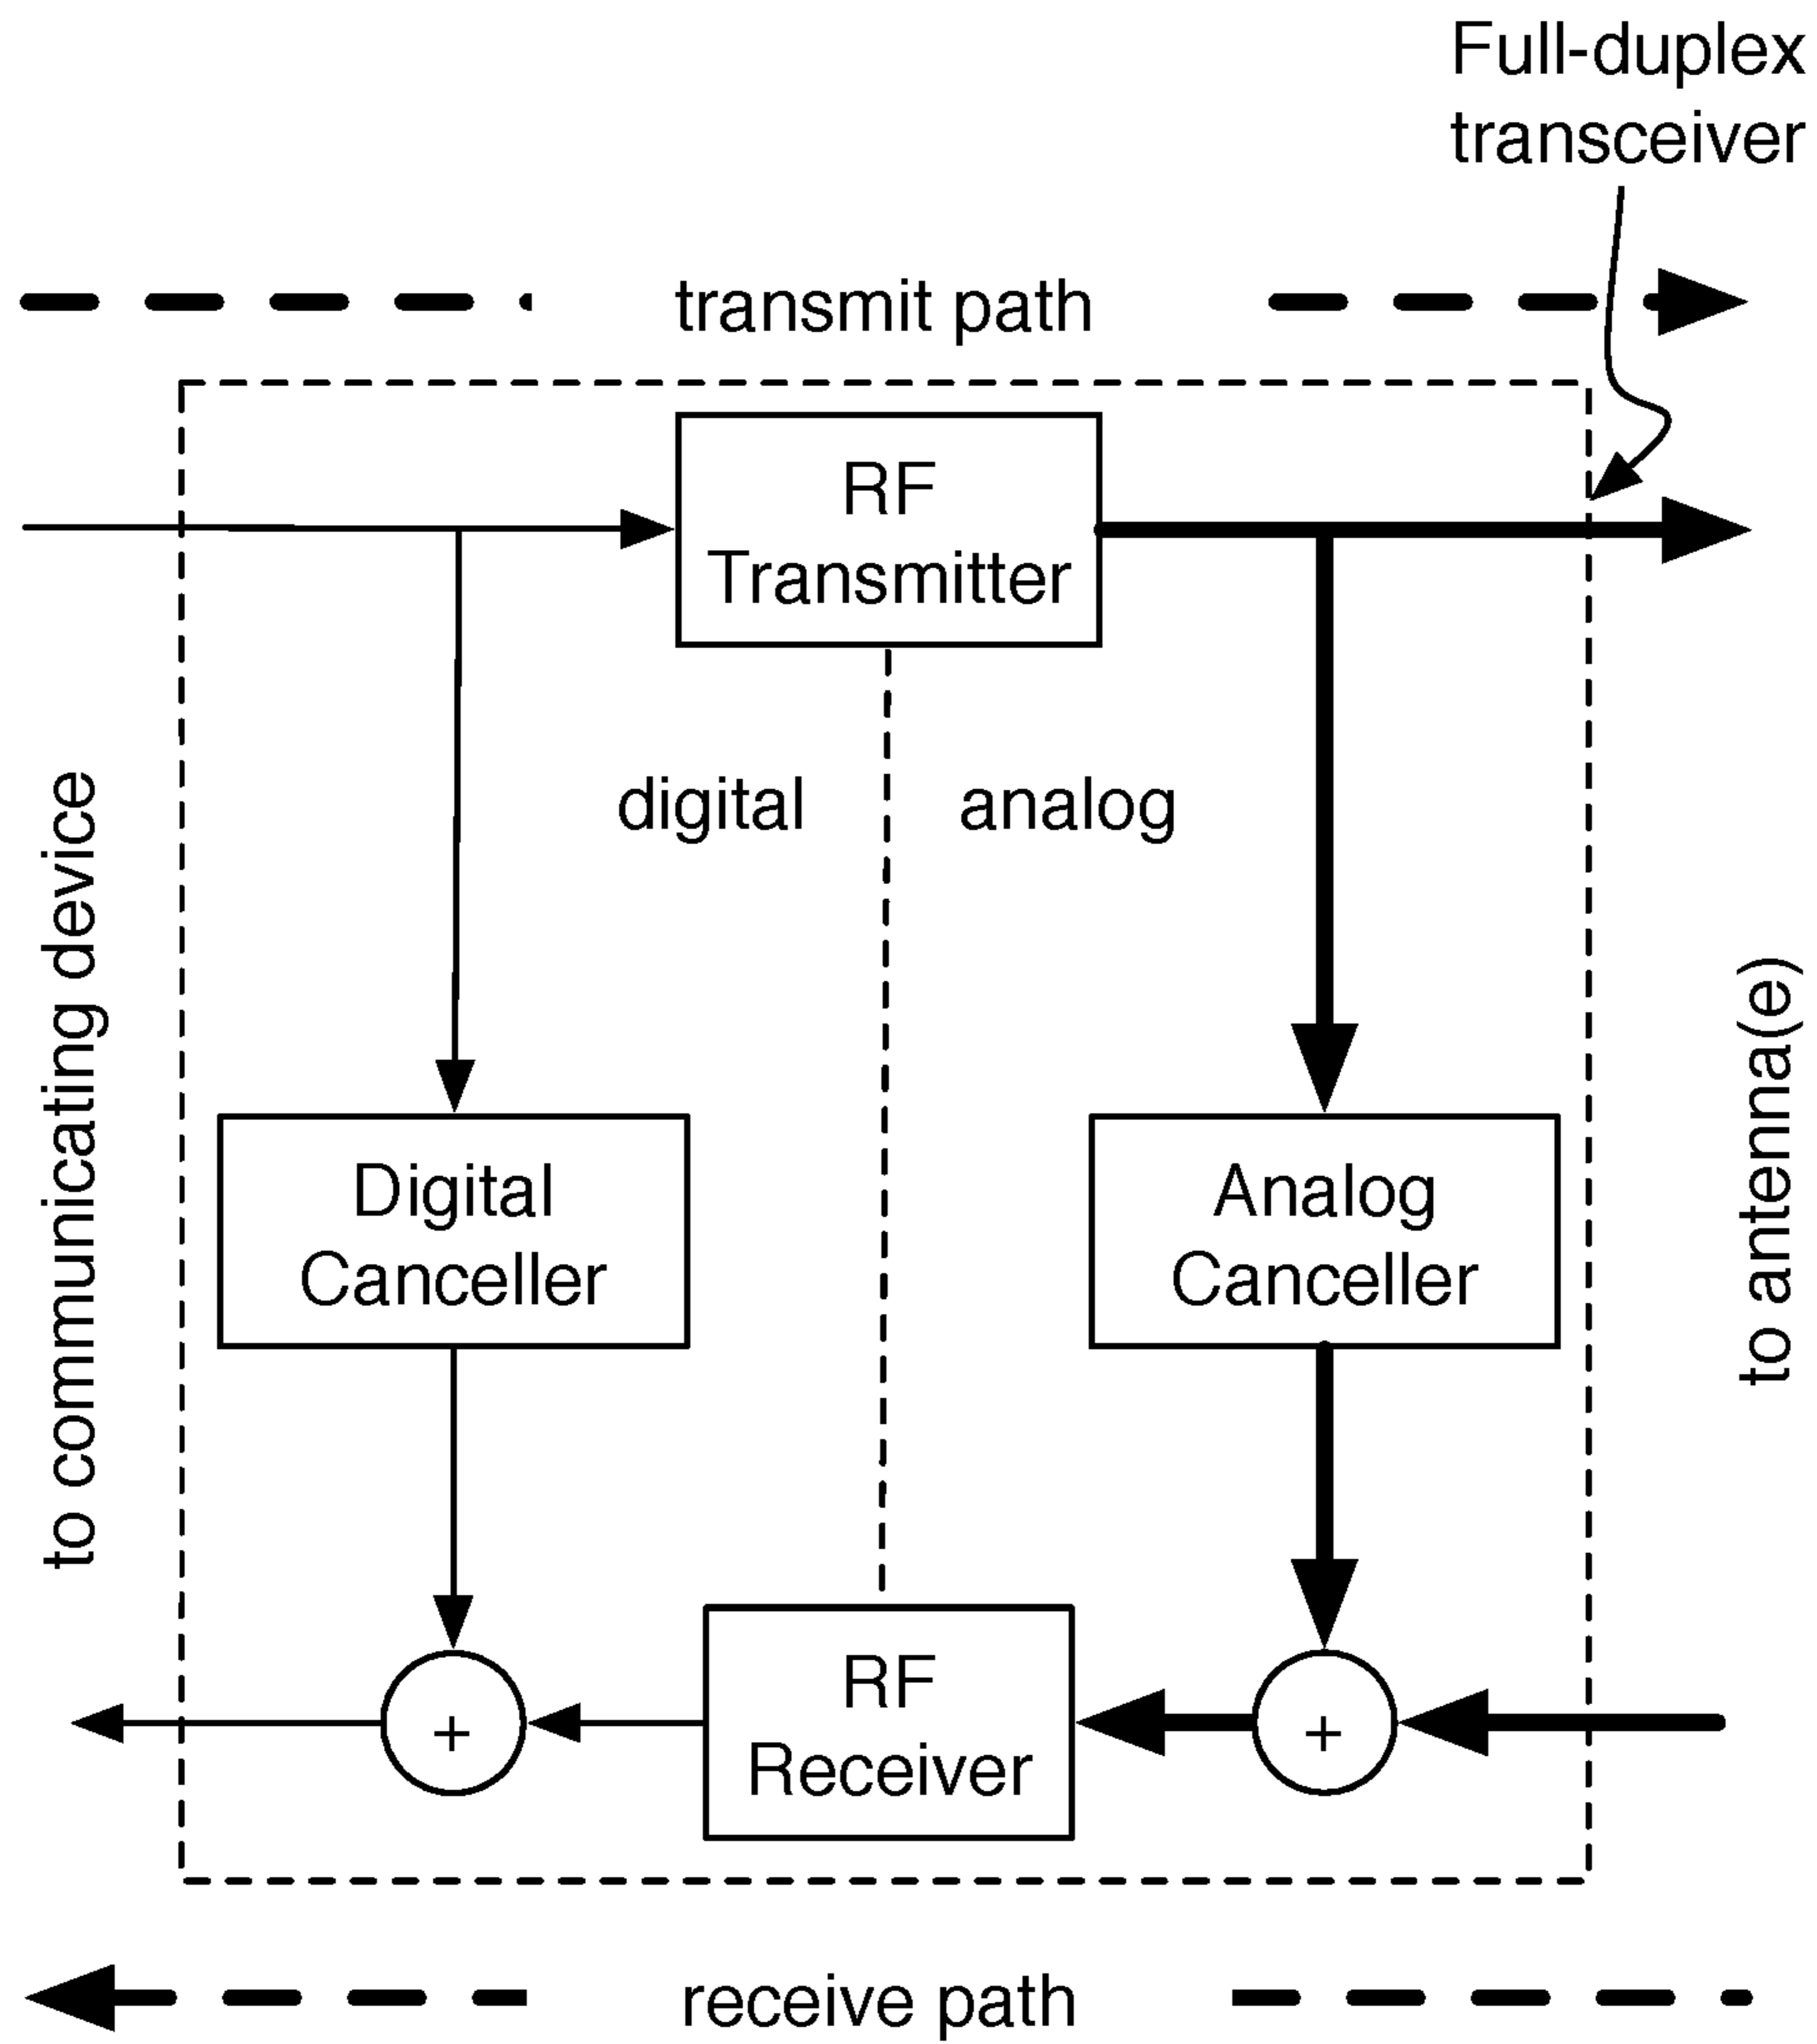 Full-duplex
transceiver
transmit path
RF
Transmitter
digital
analog
to communicating device
to antenna(e)
Digital
Canceller
Analog
Canceller
+
RF
Receiver
+
receive path